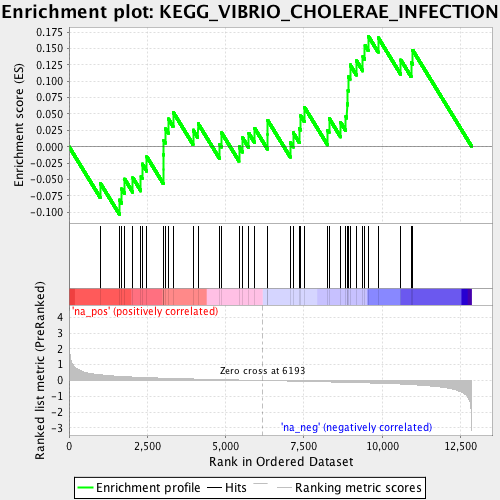 Enrichment plot: KEGG_VIBRIO_CHOLERAE_INFECTION
Enrichment score (ES)
0.175
0.150
0.125
0.100
0.075
0.050
0.025
0.000
-0.025
-0.050
-0.075
-0.100
'na_pos' (positively correlated)
Ranked list metric (PreRanked)
4
3
2
1
0
-1
-2
-3
Zero cross at 6193
'na_neg' (negatively correlated)
0
2,500
5,000
7,500
10,000
12,500
Rank in Ordered Dataset
Enrichment profile
Hits
Ranking metric scores